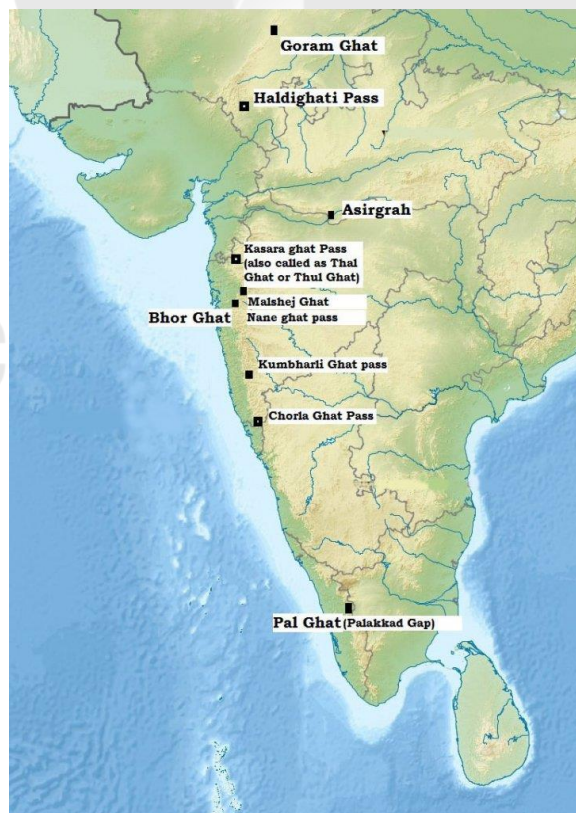 Goram Ghat
Haldighati Pass
Asirgrah
Kasara ghat Pass
(also called as Thal
Ghat or Thul Ghat)
Malshej Ghat
Bhor Ghat
Nane ghat pass
Kumbharli Ghat pass
Chorla Ghat Pass
Pal Ghat (Palakkad Gap)